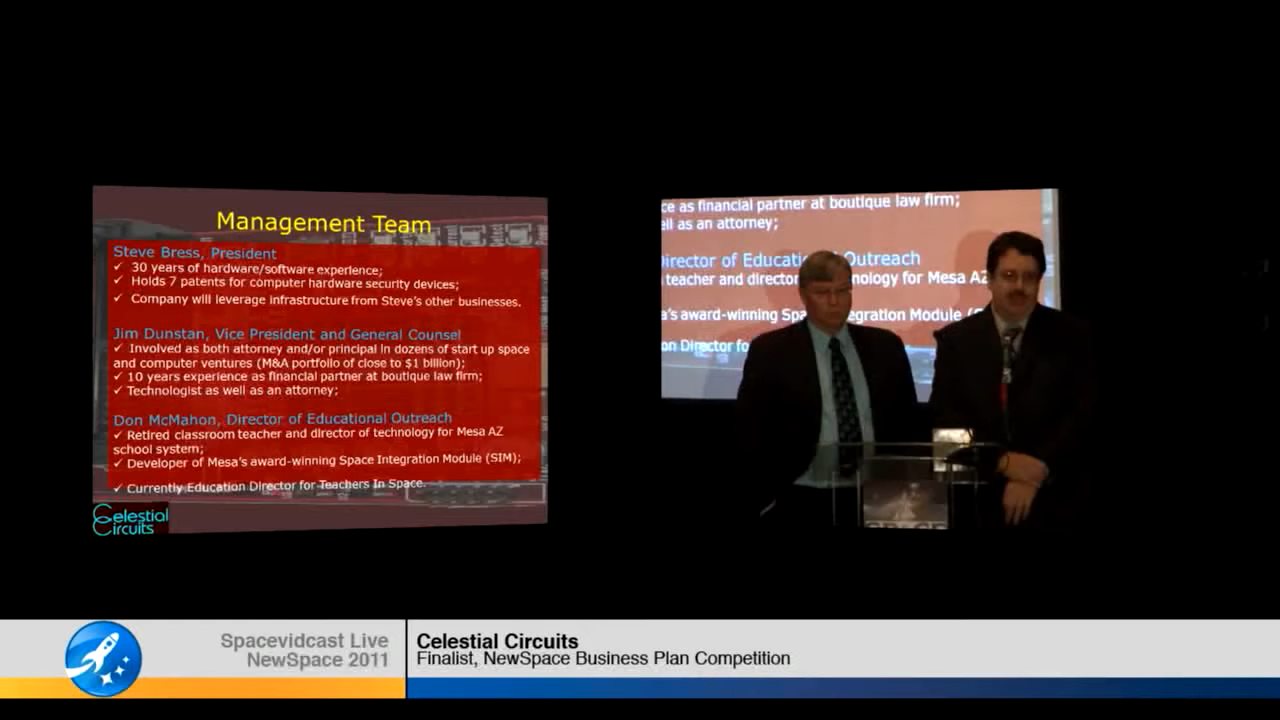 Management Team
Steve Bress, President
✓ 30 years of hardware/software experience;
✓ Holds 7 patents for computer hardware security devices;
✓ Company will leverage infrastructure from Steve's other businesses.
Jim Dunstan, Vice President and General Counsel
✓ Involved as both attorney and/or principal in dozens of start up space
and computer ventures (M&A portfolio of close to $1 billion);
✓ 10 years experience as financial partner at boutique law firm;
✓ Technologist as well as an attorney;
Don McMahon, Director of Educational Outreach
✓ Retired classroom teacher and director of technology for Mesa AZ
school system;
✓ Developer of Mesa's award-winning Space Integration Module (SIM);
✓ Currently Education Director for Teachers In Space.
Celestial
Circuits
ce as financial partner at boutique law firm;
ell as an attorney;
Director of Educatio Outreach
teacher and director nology for Mesa AZ
a's award-winning Spa egration Module (
on Director fo
SPACE
Spacevidcast Live
NewSpace 2011
Celestial Circuits
Finalist, NewSpace Business Plan Competition